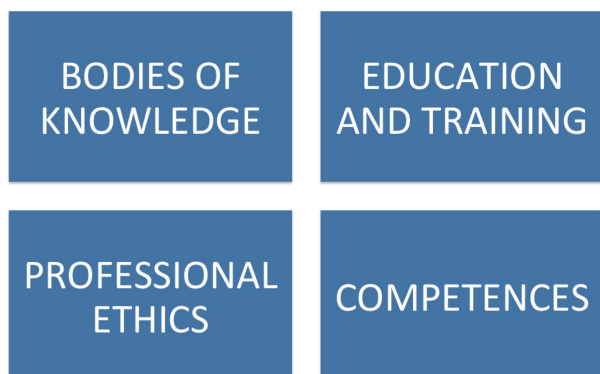 BODIES OF
KNOWLEDGE
EDUCATION
AND TRAINING
PROFESSIONAL
ETHICS
COMPETENCES